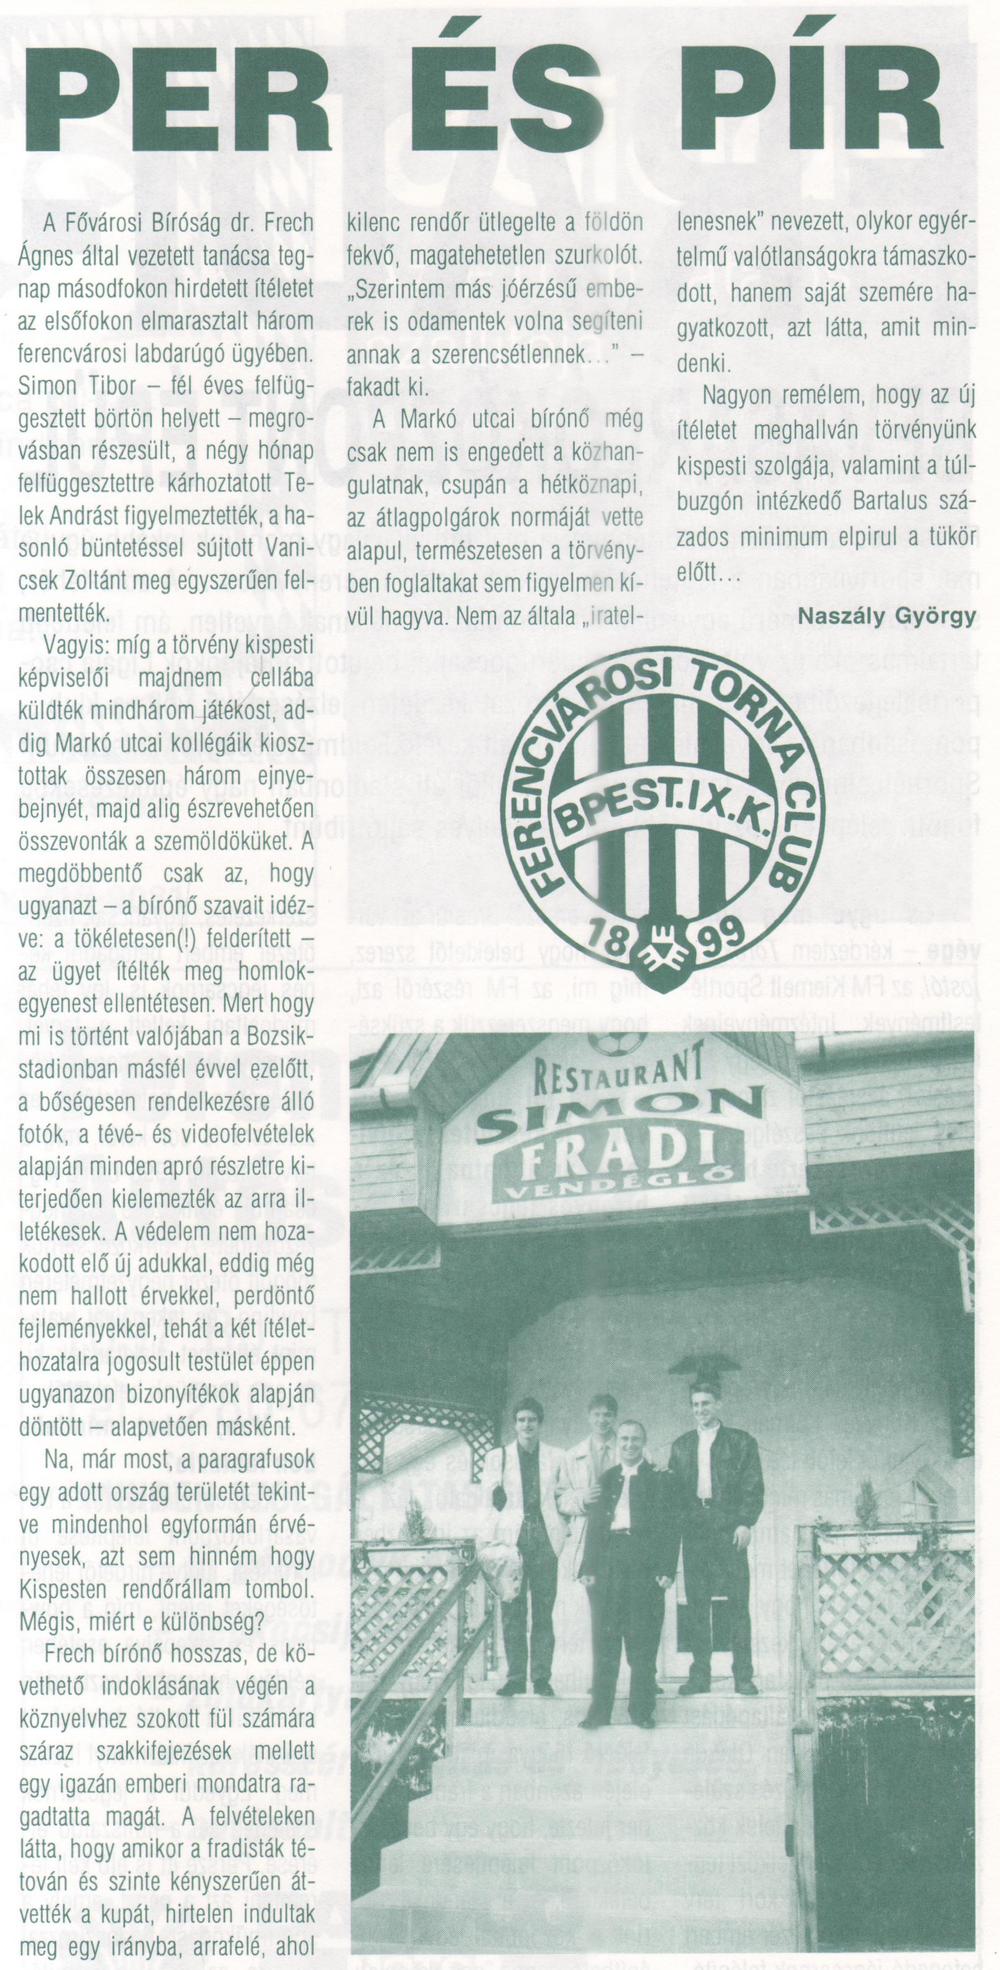 PER ÉS PÍR
A Fővárosi Bíróság dr. Frech
Ágnes által vezetett tanácsa teg-
nap másodfokon hirdetett ítéletet
az elsőfokon elmarasztalt három
ferencvárosi labdarúgó ügyében.
Simon Tibor – fél éves felfüg-
gesztett börtön helyett – megro-
vásban részesült, a négy hónap
felfüggesztettre kárhoztatott Te-
lek Andrást figyelmeztették, a ha-
sonló büntetéssel sújtott Vani-
csek Zoltánt meg egyszerűen fel-
mentették.
Vagyis: míg a törvény kispesti
képviselői majdnem cellába
küldték mindhárom játékost, ad-
dig Markó utcai kollégáik kiosz-
tottak összesen három ejnye-
bejnyét, majd alig észrevehetően
összevonták a szemöldöküket. A
megdöbbentő csak az, hogy
ugyanazt – a bírónő szavait idéz-
ve: a tökéletesen(!) felderített –
az ügyet ítélték meg homlok-
egyenest ellentétesen. Mert hogy
mi is történt valójában a Bozsik-
stadionban másfél évvel ezelőtt,
a bőségesen rendelkezésre álló
fotók, a tévé- és videofelvételek
alapján minden apró részletre ki-
terjedően kielemezték az arra il-
letékesek. A védelem nem hoza-
kodott elő új adukkal, eddig még
nem hallott érvekkel, perdöntő
fejleményekkel, tehát a két ítélet-
hozatalra jogosult testület éppen
ugyanazon bizonyítékok alapján
döntött – alapvetően másként.
Na, már most, a paragrafusok
egy adott ország területét tekint-
ve mindenhol egyformán érvé-
nyesek, azt sem hinném hogy
Kispesten rendőrállam tombol.
Mégis, miért e különbség?
Frech bírónő hosszas, de kö-
vethető indoklásának végén a
köznyelvhez szokott fül számára
száraz szakkifejezések mellett
egy igazán emberi mondatra ra-
gadtatta magát. A felvételeken
látta, hogy amikor a fradisták té-
tován és szinte kényszerűen át-
vették a kupát, hirtelen indultak
meg egy irányba, arrafelé, ahol
kilenc rendőr ütlegelte a földön
fekvő, magatehetetlen szurkolót.
„Szerintem más jóérzésű embe-
rek is odamentek volna segíteni
annak a szerencsétlennek...” –
fakadt ki.
A Markó utcai bírónő még
csak nem is engedett a közhan-
gulatnak, csupán a hétköznapi,
az átlagpolgárok normáját vette
alapul, természetesen a törvény-
ben foglaltakat sem figyelmen kí-
vül hagyva. Nem az általa „iratel-
lenesnek” nevezett, olykor egyér-
telmű valótlanságokra támaszko-
dott, hanem saját szemére ha-
gyatkozott, azt látta, amit min-
denki.
Nagyon remélem, hogy az új
ítéletet meghallván törvényünk
kispesti szolgája, valamint a túl-
buzgón intézkedő Bartalus szá-
zados minimum elpirul a tükör
előtt...
Naszály György
FERENCVÁROSI TORNA CLUB
BPEST.IX.K.
1899
RESTAURANT
SIMON
FRADI
VENDÉGLŐ